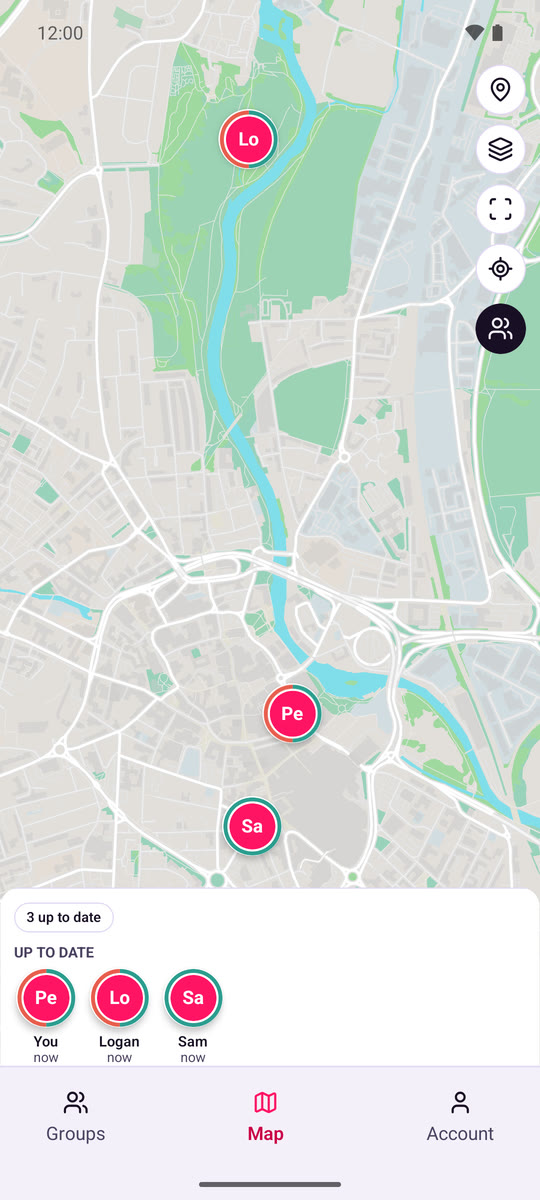 12:00
Lo
Pe
Sa
3 up to date
UP TO DATE
Pe Lo Sa
You Logan Sam
now now now
Groups Map Account